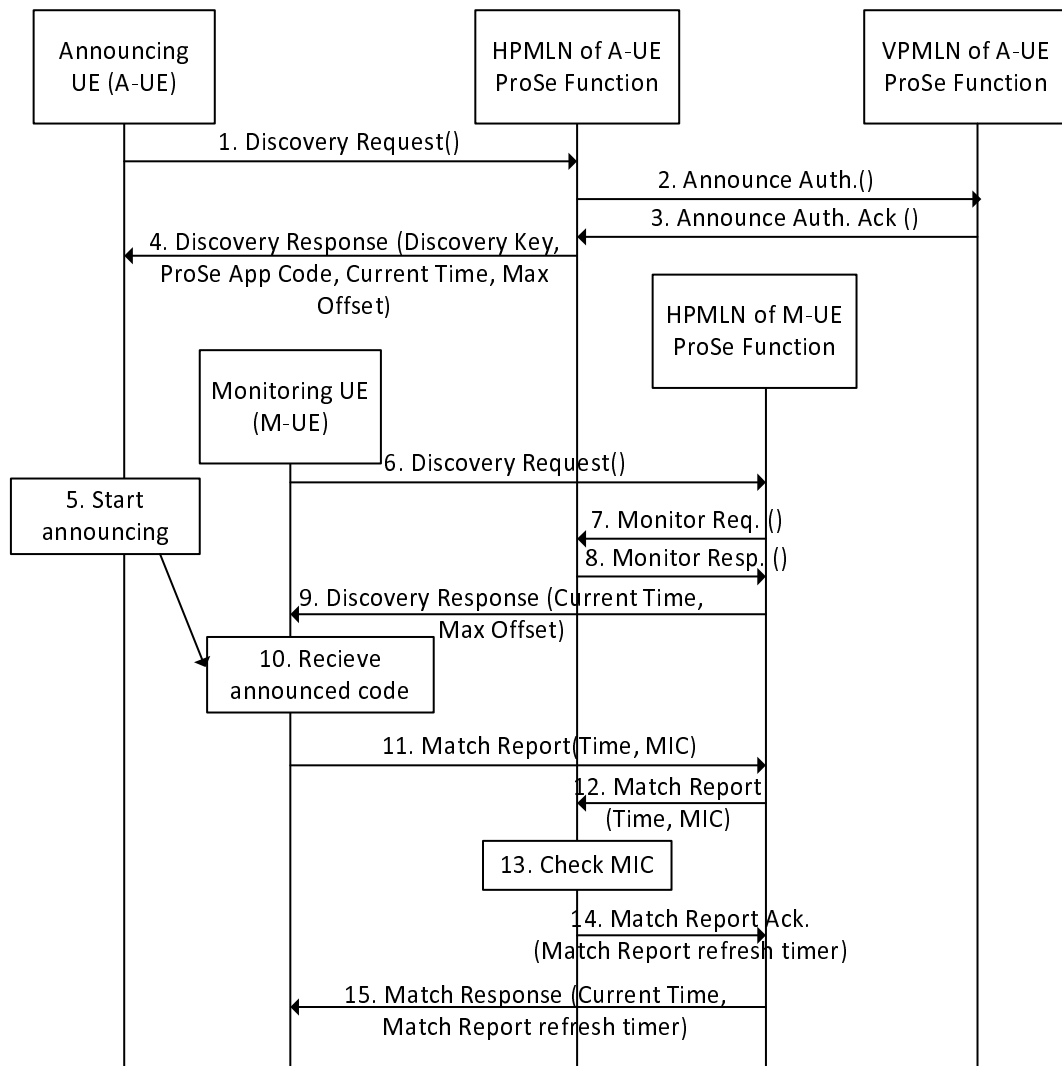 Announcing
UE (A-UE)
HPMLN of A-UE
ProSe Function
VPMLN of A-UE
ProSe Function
1. Discovery Request()
2. Announce Auth.()
3. Announce Auth. Ack ()
4. Discovery Response (Discovery Key,
ProSe App Code, Current Time, Max
Offset)
HPMLN of M-UE
ProSe Function
Monitoring UE
(M-UE)
6. Discovery Request()
5. Start
announcing
7. Monitor Req. ()
8. Monitor Resp. ()
9. Discovery Response (Current Time,
Max Offset)
10. Recieve
announced code
11. Match Report(Time, MIC)
12. Match Report
(Time, MIC)
13. Check MIC
14. Match Report Ack.
(Match Report refresh timer)
15. Match Response (Current Time,
Match Report refresh timer)